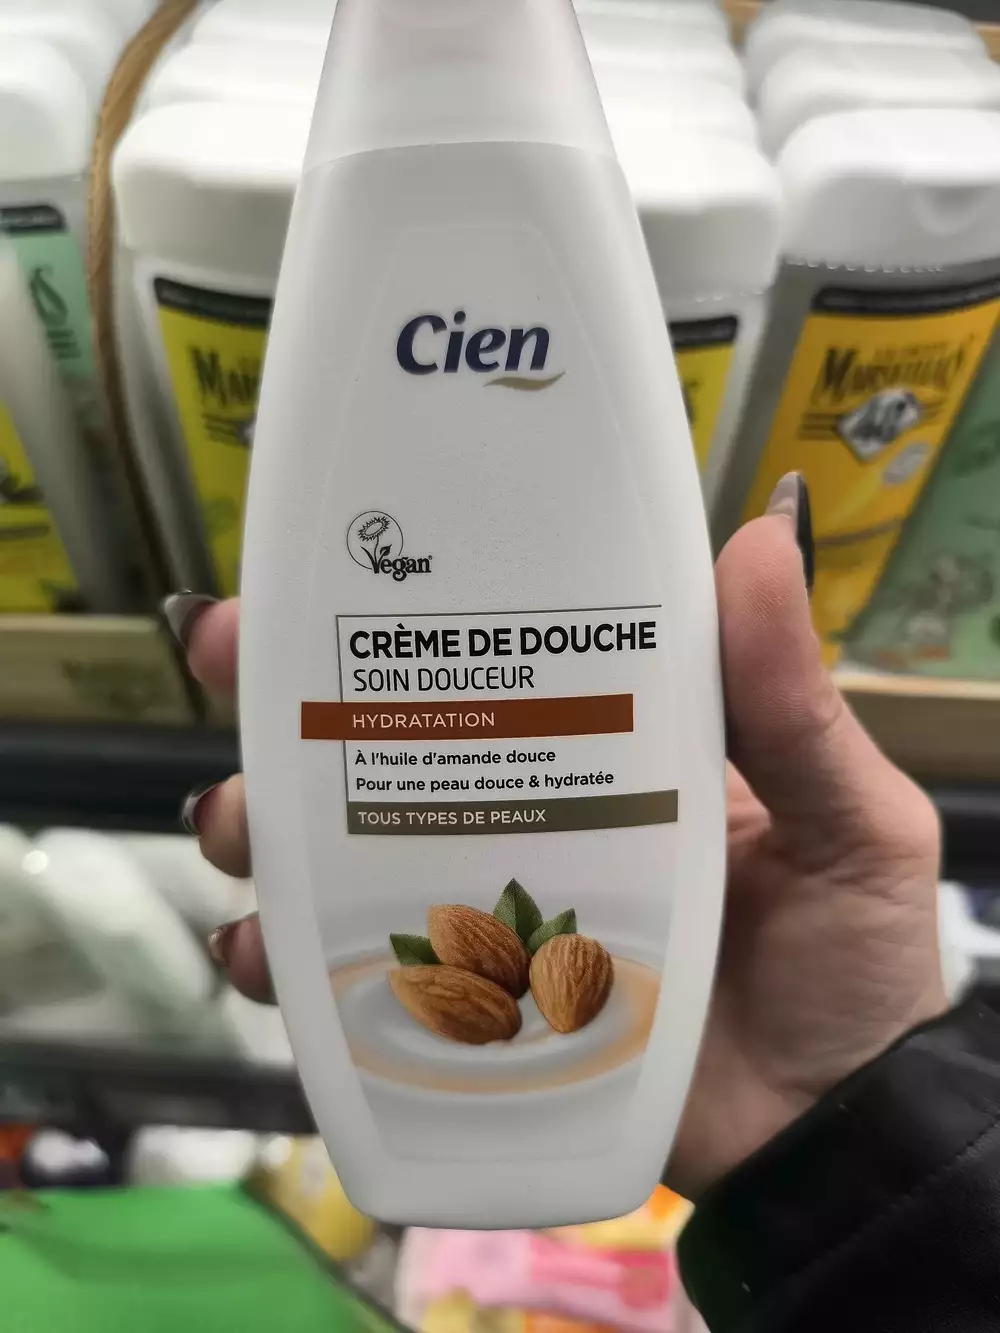 Cien
Vegan
CRÈME DE DOUCHE
SOIN DOUCEUR
HYDRATATION
À l'huile d'amande douce
Pour une peau douce & hydratée
TOUS TYPES DE PEAUX